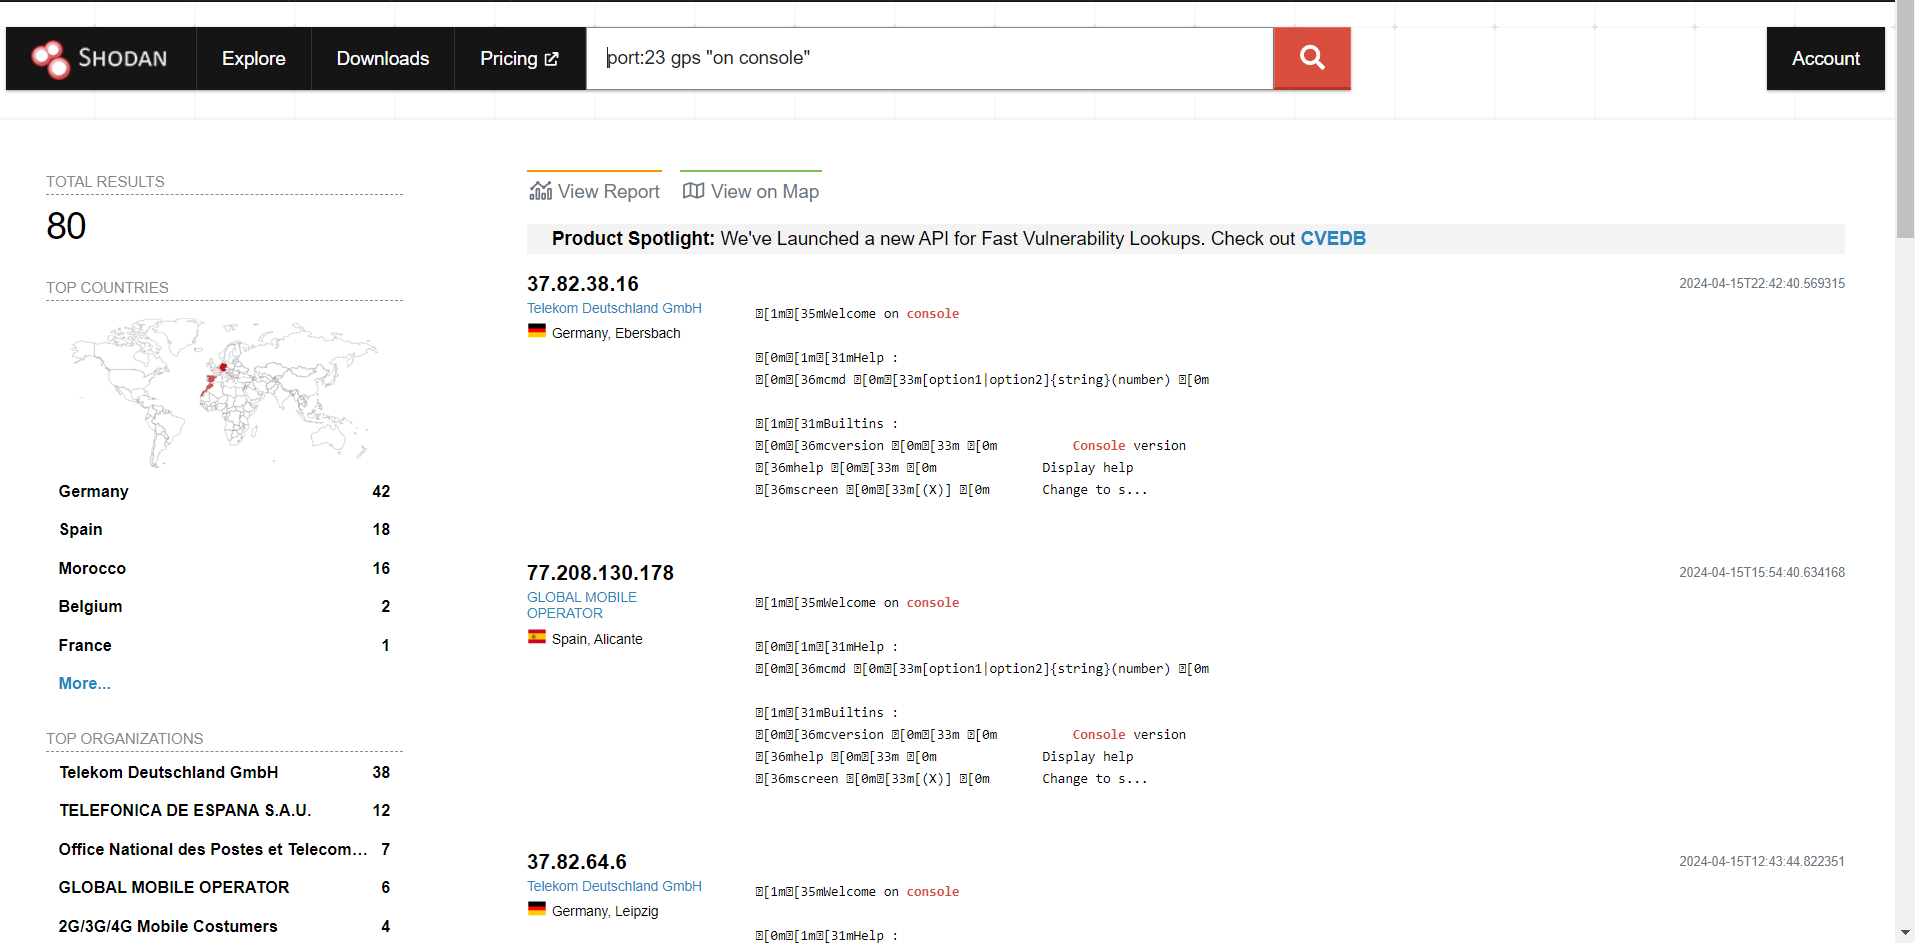 SHODAN
Explore
Downloads
Pricing
port:23 gps "on console"
Account
TOTAL RESULTS
80
TOP COUNTRIES
Germany 42
Spain 18
Morocco 16
Belgium 2
France 1
More...
TOP ORGANIZATIONS
Telekom Deutschland GmbH 38
TELEFONICA DE ESPANA S.A.U. 12
Office National des Postes et Telecom... 7
GLOBAL MOBILE OPERATOR 6
2G/3G/4G Mobile Costumers 4
View Report
View on Map
Product Spotlight: We've Launched a new API for Fast Vulnerability Lookups. Check out CVEDB
37.82.38.16
2024-04-15T22:42:40.569315
Telekom Deutschland GmbH
Germany, Ebersbach
[1m[35mWelcome on console
[0m[1m[31mHelp :
[0m[36mcmd [0m[33m[option1|option2]{string}(number) [0m
[1m[31mBuiltins :
[0m[36mcversion [0m[33m [0m Console version
[36mhelp [0m[33m [0m Display help
[36mscreen [0m[33m[(X)] [0m Change to s...
77.208.130.178
2024-04-15T15:54:40.634168
GLOBAL MOBILE
OPERATOR
Spain, Alicante
[1m[35mWelcome on console
[0m[1m[31mHelp :
[0m[36mcmd [0m[33m[option1|option2]{string}(number) [0m
[1m[31mBuiltins :
[0m[36mcversion [0m[33m [0m Console version
[36mhelp [0m[33m [0m Display help
[36mscreen [0m[33m[(X)] [0m Change to s...
37.82.64.6
2024-04-15T12:43:44.822351
Telekom Deutschland GmbH
Germany, Leipzig
[1m[35mWelcome on console
[0m[1m[31mHelp :